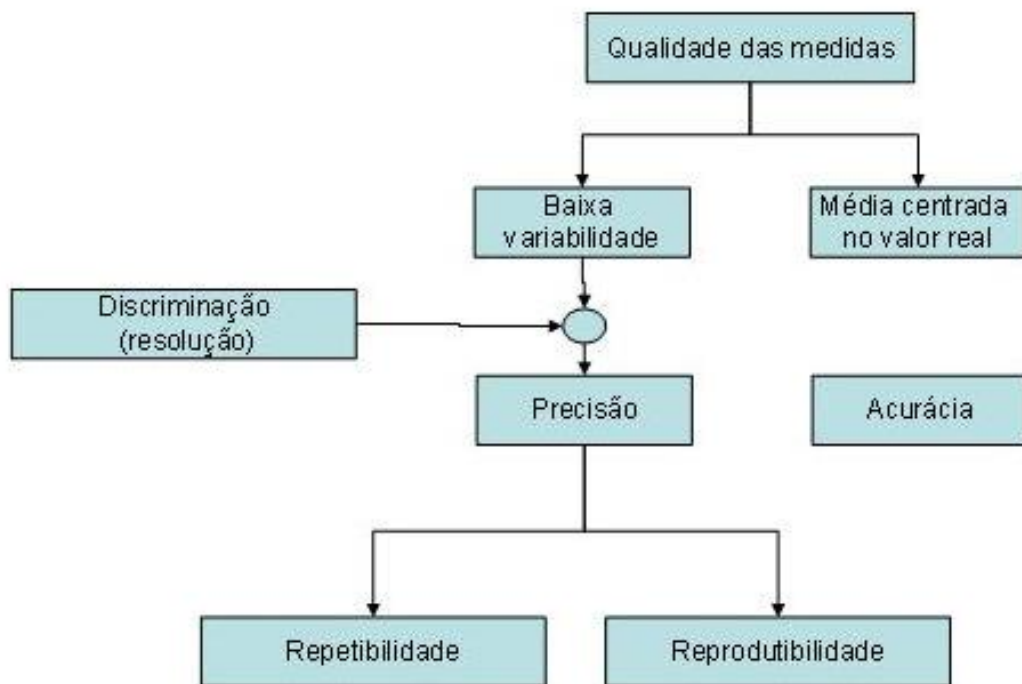 Qualidade das medidas
Baixa
variabilidade
Média centrada
no valor real
Discriminação
(resolução)
Precisão
Acurácia
Repetibilidade
Reprodutibilidade